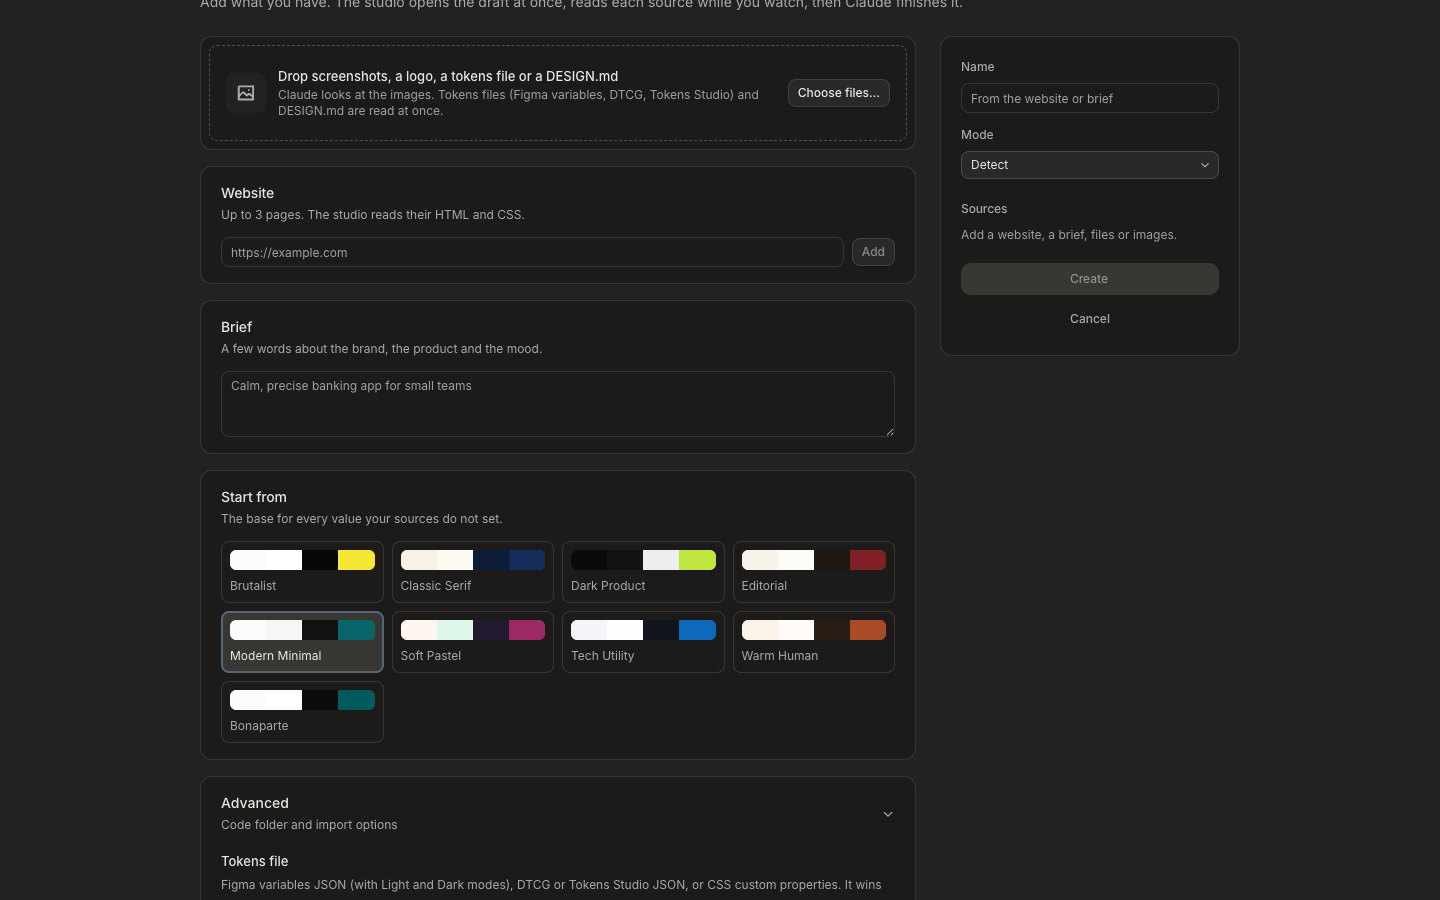 Add what you have. The studio opens the draft at once, reads each source while you watch, then Claude finishes it.
Drop screenshots, a logo, a tokens file or a DESIGN.md
Claude looks at the images. Tokens files (Figma variables, DTCG, Tokens Studio) and
DESIGN.md are read at once.
Choose files...
Website
Up to 3 pages. The studio reads their HTML and CSS.
https://example.com
Add
Brief
A few words about the brand, the product and the mood.
Calm, precise banking app for small teams
Start from
The base for every value your sources do not set.
Brutalist
Classic Serif
Dark Product
Editorial
Modern Minimal
Soft Pastel
Tech Utility
Warm Human
Bonaparte
Advanced
Code folder and import options
Tokens file
Figma variables JSON (with Light and Dark modes), DTCG or Tokens Studio JSON, or CSS custom properties. It wins
Name
From the website or brief
Mode
Detect
Sources
Add a website, a brief, files or images.
Create
Cancel